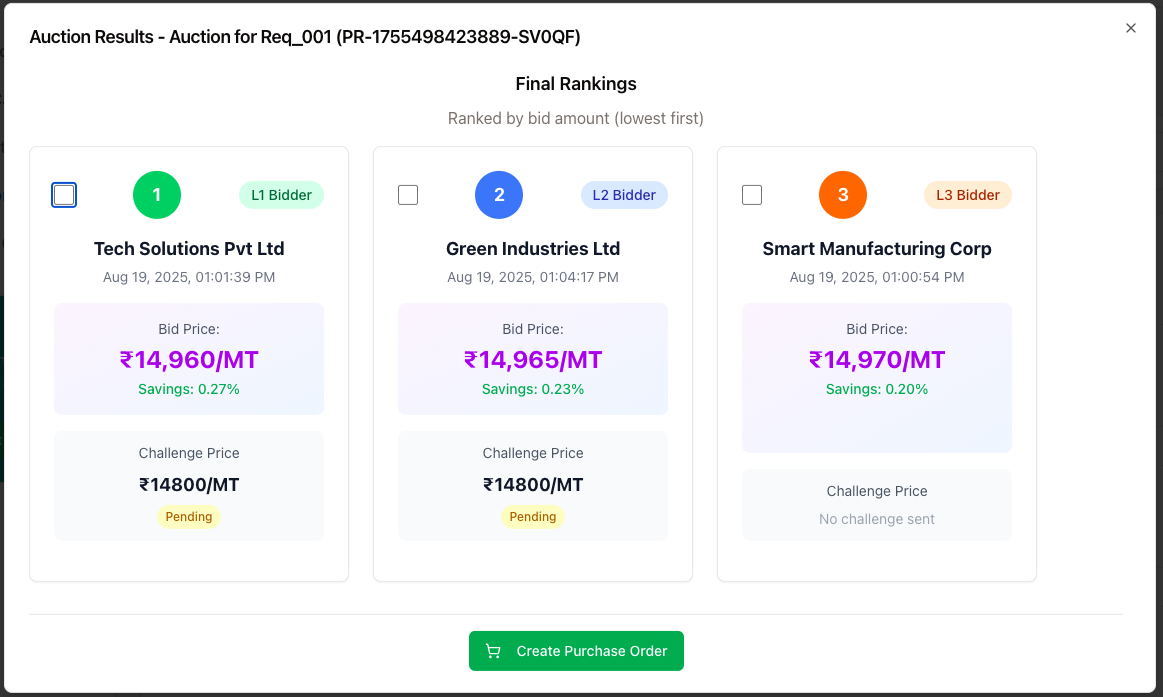 Auction Results - Auction for Req_001 (PR-1755498423889-SV0QF)
Final Rankings
Ranked by bid amount (lowest first)
1
L1 Bidder
Tech Solutions Pvt Ltd
Aug 19, 2025, 01:01:39 PM
Bid Price:
₹14,960/MT
Savings: 0.27%
Challenge Price
₹14800/MT
Pending
2
L2 Bidder
Green Industries Ltd
Aug 19, 2025, 01:04:17 PM
Bid Price:
₹14,965/MT
Savings: 0.23%
Challenge Price
₹14800/MT
Pending
3
L3 Bidder
Smart Manufacturing Corp
Aug 19, 2025, 01:00:54 PM
Bid Price:
₹14,970/MT
Savings: 0.20%
Challenge Price
No challenge sent
Create Purchase Order